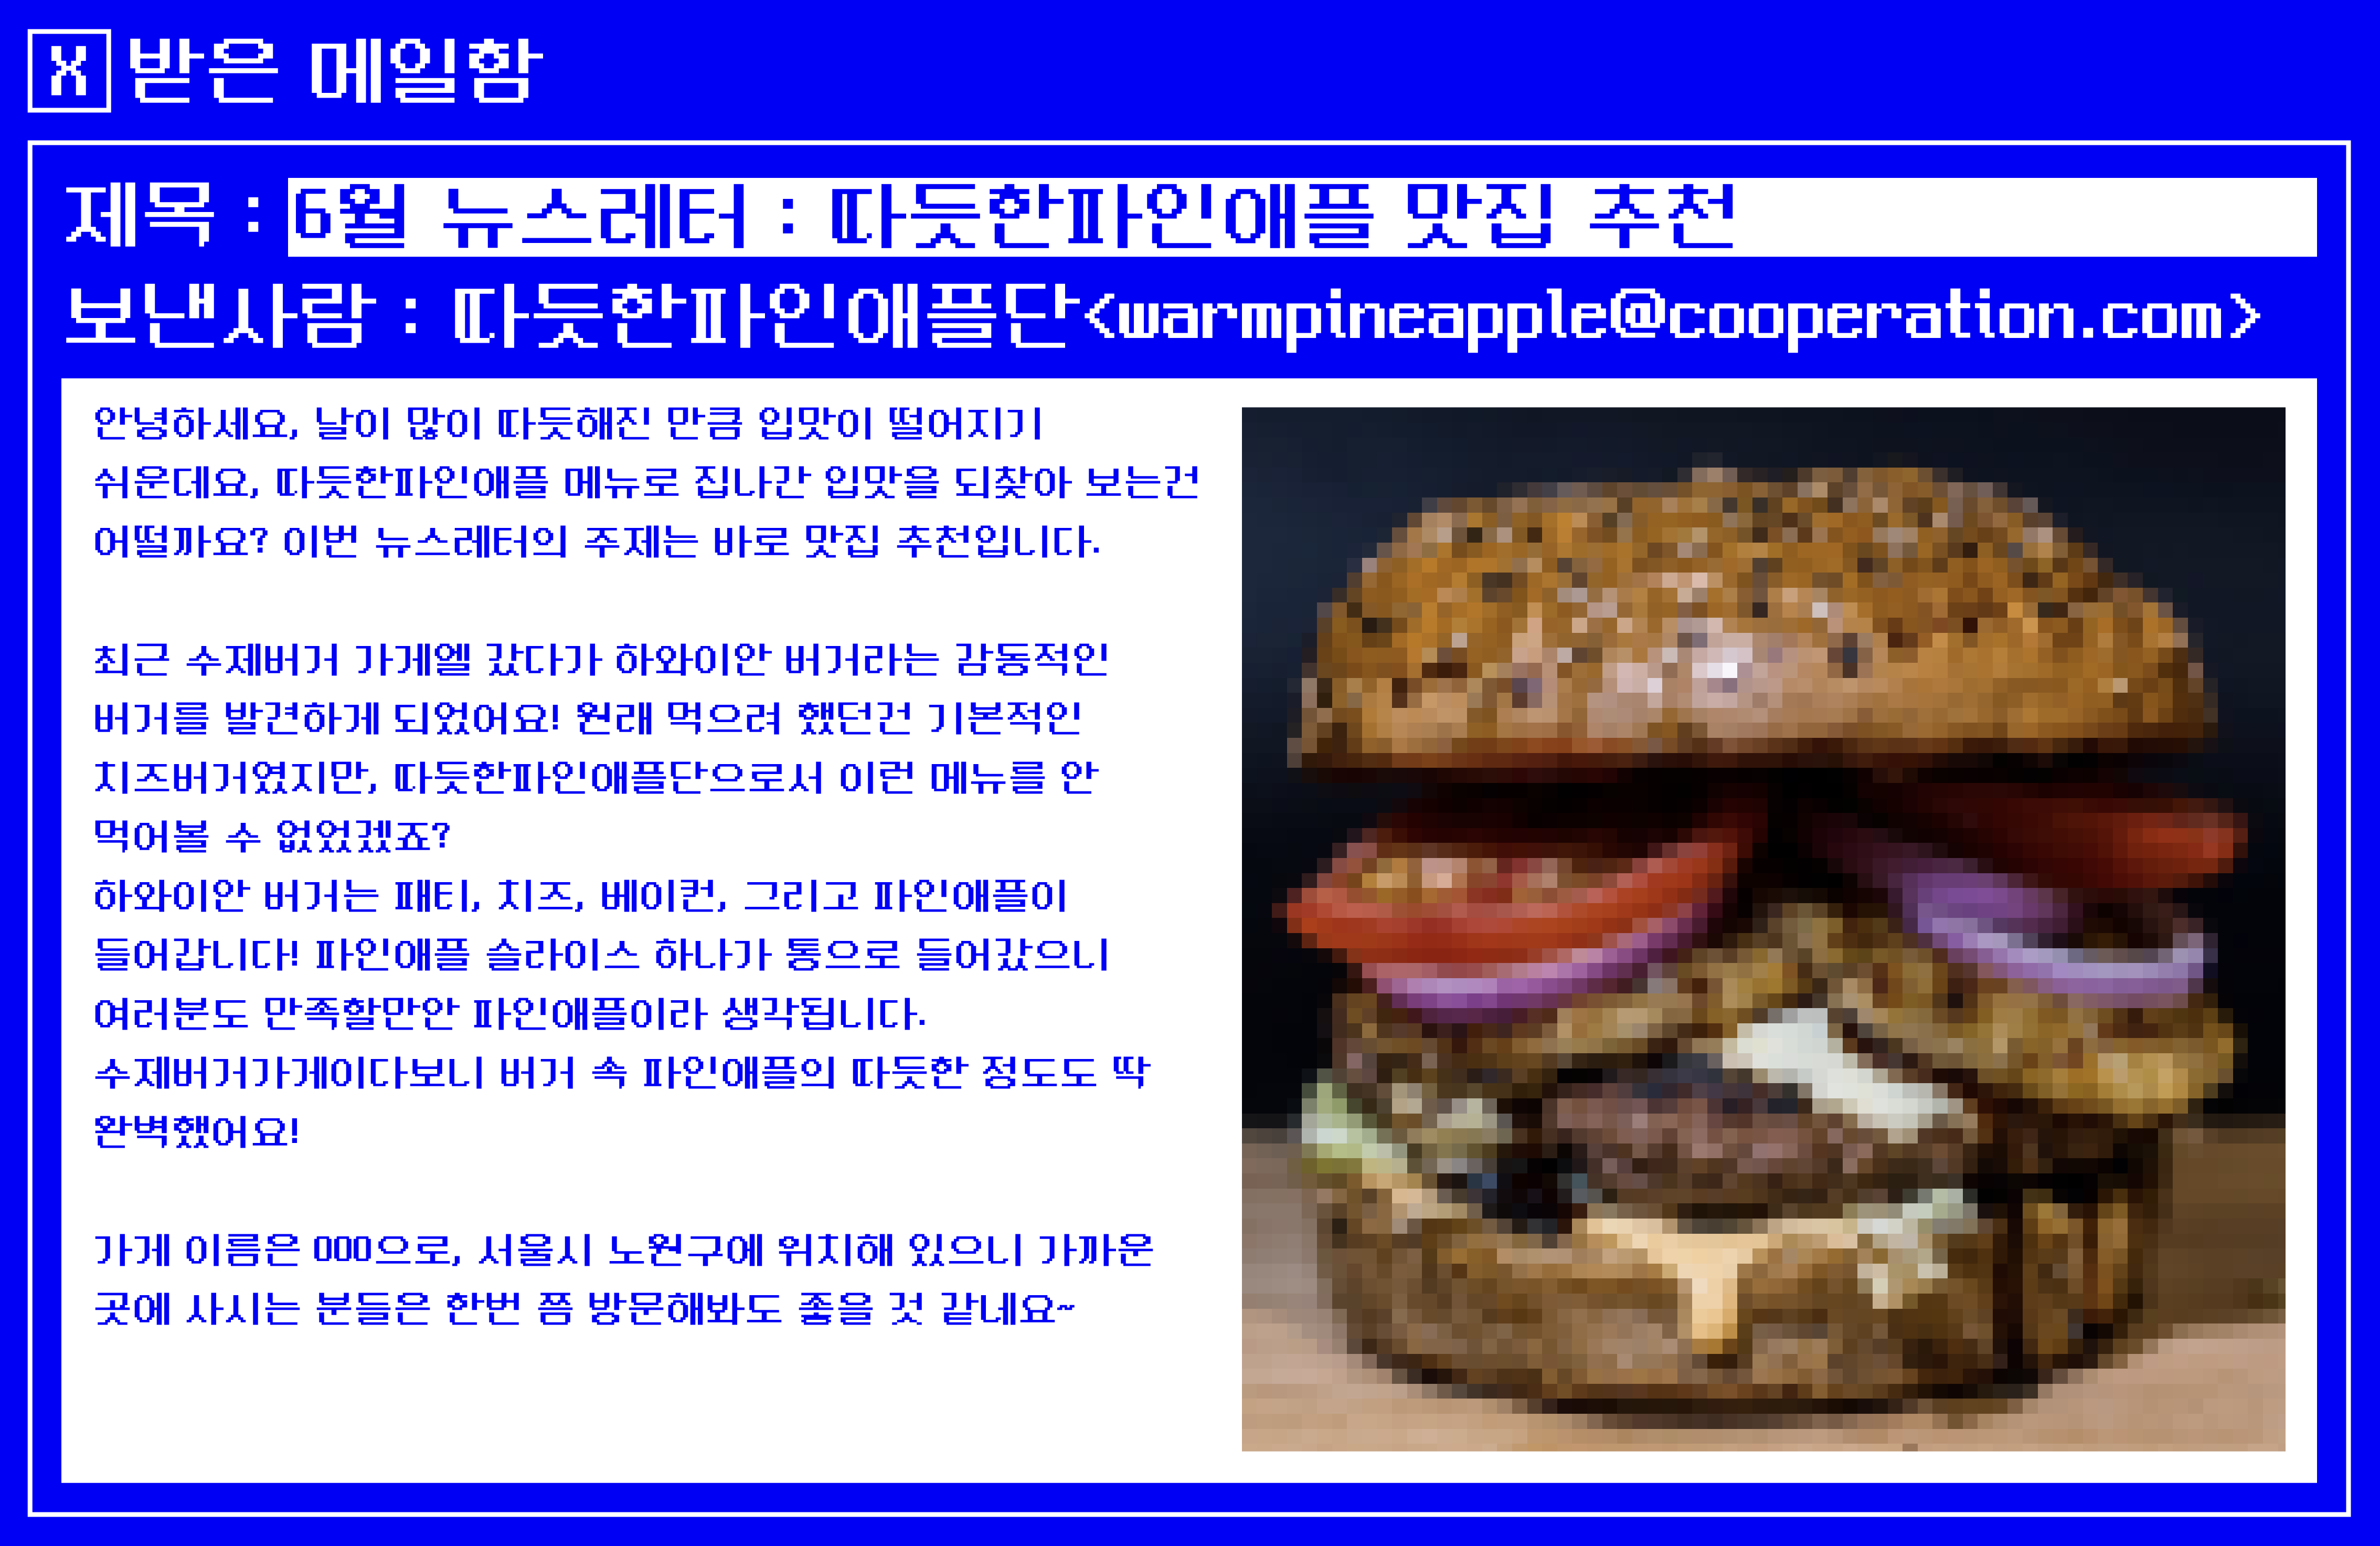 X 받은 메일함
제목 : 6월 뉴스레터 : 따듯한파인애플 맛집 추천
보낸사람 : 따듯한파인애플단<warmpineapple@cooperation.com>
안녕하세요, 날이 많이 따듯해진 만큼 입맛이 떨어지기
쉬운데요, 따듯한파인애플 메뉴로 집나간 입맛을 되찾아 보는건
어떨까요? 이번 뉴스레터의 주제는 바로 맛집 추천입니다.
최근 수제버거 가게엘 갔다가 하와이안 버거라는 감동적인
버거를 발견하게 되었어요! 원래 먹으려 했던건 기본적인
치즈버거였지만, 따듯한파인애플단으로서 이런 메뉴를 안
먹어볼 수 없었겠죠?
하와이안 버거는 패티, 치즈, 베이컨, 그리고 파인애플이
들어갑니다! 파인애플 슬라이스 하나가 통으로 들어갔으니
여러분도 만족할만안 파인애플이라 생각됩니다.
수제버거가게이다보니 버거 속 파인애플의 따듯한 정도도 딱
완벽했어요!
가게 이름은 000으로, 서울시 노원구에 위치해 있으니 가까운
곳에 사시는 분들은 한번 쯤 방문해봐도 좋을 것 같네요~